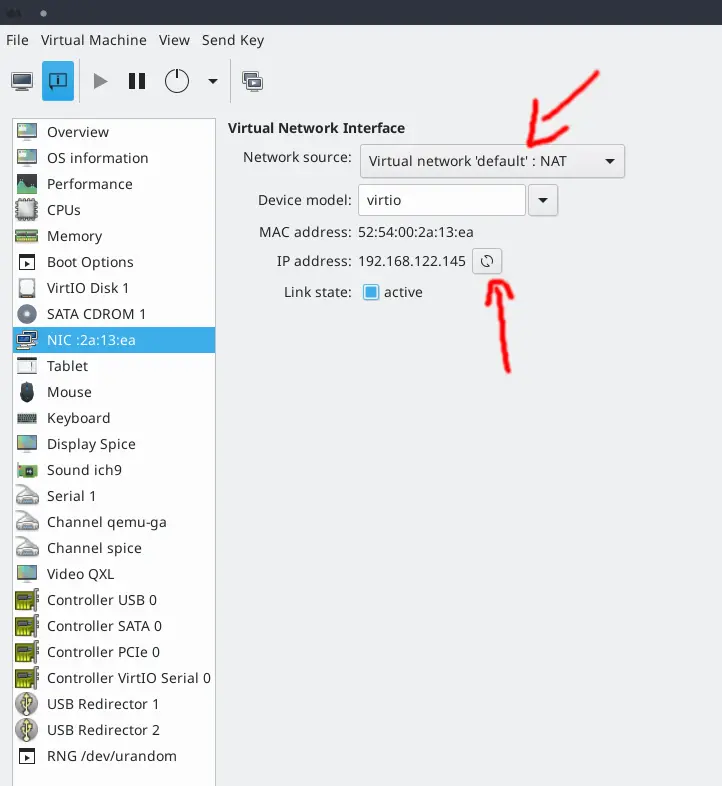 File Virtual Machine View Send Key
Overview
OS information
Performance
CPUs
Memory
Boot Options
VirtIO Disk 1
SATA CDROM 1
NIC :2a:13:ea
Tablet
Mouse
Keyboard
Display Spice
Sound ich9
Serial 1
Channel qemu-ga
Channel spice
Video QXL
Controller USB 0
Controller SATA 0
Controller PCIe 0
Controller VirtIO Serial 0
USB Redirector 1
USB Redirector 2
RNG /dev/urandom
Virtual Network Interface
Network source: Virtual network 'default' : NAT
Device model: virtio
MAC address: 52:54:00:2a:13:ea
IP address: 192.168.122.145
Link state: active